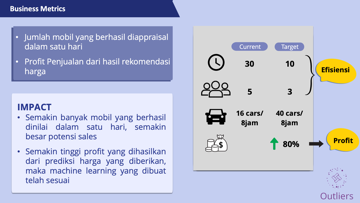 Business Metrics
• Jumlah mobil yang berhasil diappraisal
dalam satu hari
• Profit Penjualan dari hasil rekomendasi
harga
IMPACT
• Semakin banyak mobil yang berhasil
dinilai dalam satu hari, semakin
besar potensi sales
• Semakin tinggi profit yang dihasilkan
dari prediksi harga yang diberikan,
maka machine learning yang dibuat
telah sesuai
Current Target
30 10
5 3
Efisiensi
16 cars/ 40 cars/
8jam 8jam
80%
Profit
Outliers